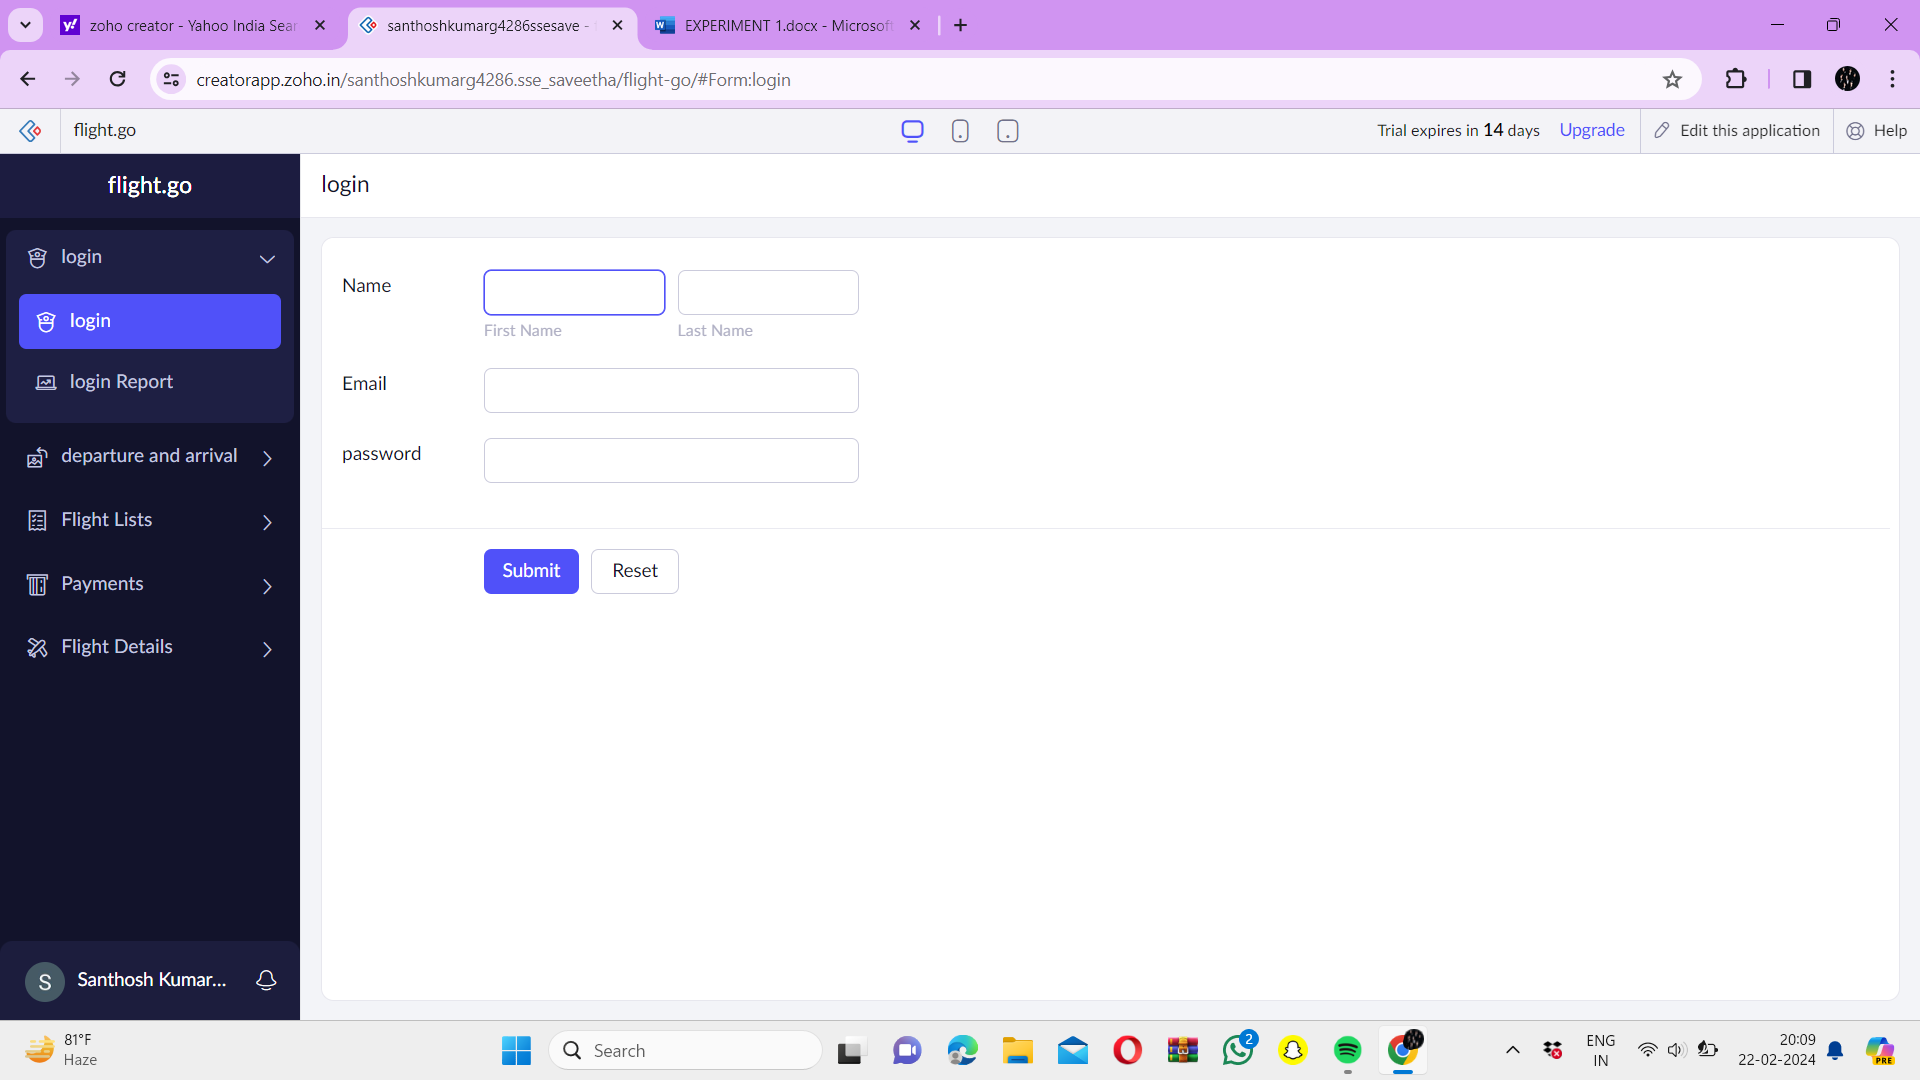 zoho creator - Yahoo India Sear
santhoshkumarg4286ssesave -
EXPERIMENT 1.docx - Microsoft
creatorapp.zoho.in/santhoshkumarg4286.sse_saveetha/flight-go/#Form:login
flight.go
Trial expires in 14 days
Upgrade
Edit this application
Help
flight.go
login
login
login
login Report
departure and arrival
Flight Lists
Payments
Flight Details
Santhosh Kumar...
Name
First Name
Last Name
Email
password
Submit
Reset
81°F
Haze
Search
2
ENG
IN
20:09
22-02-2024
PRE